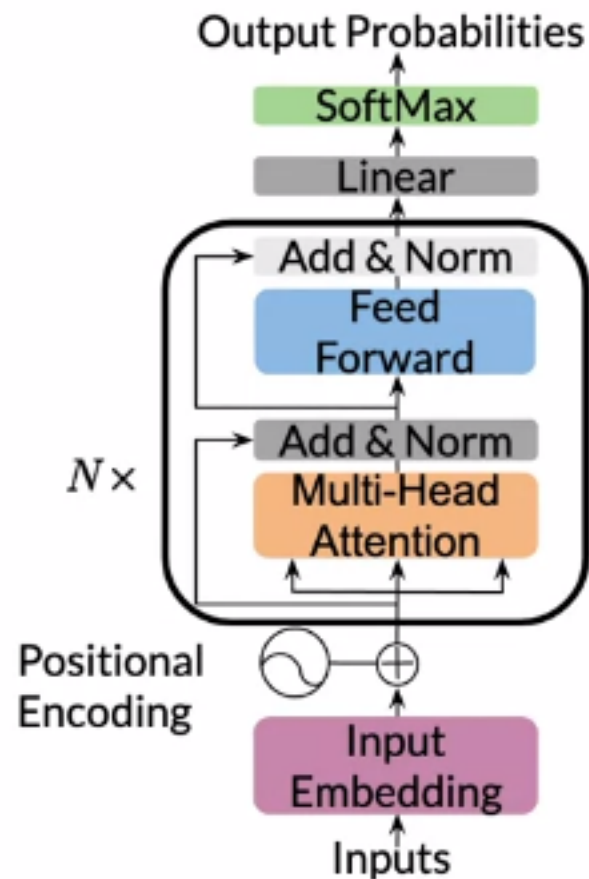 Output Probabilities
SoftMax
Linear
Add & Norm
Feed
Forward
Add & Norm
N×
Multi-Head
Attention
Positional
Encoding
Input
Embedding
Inputs